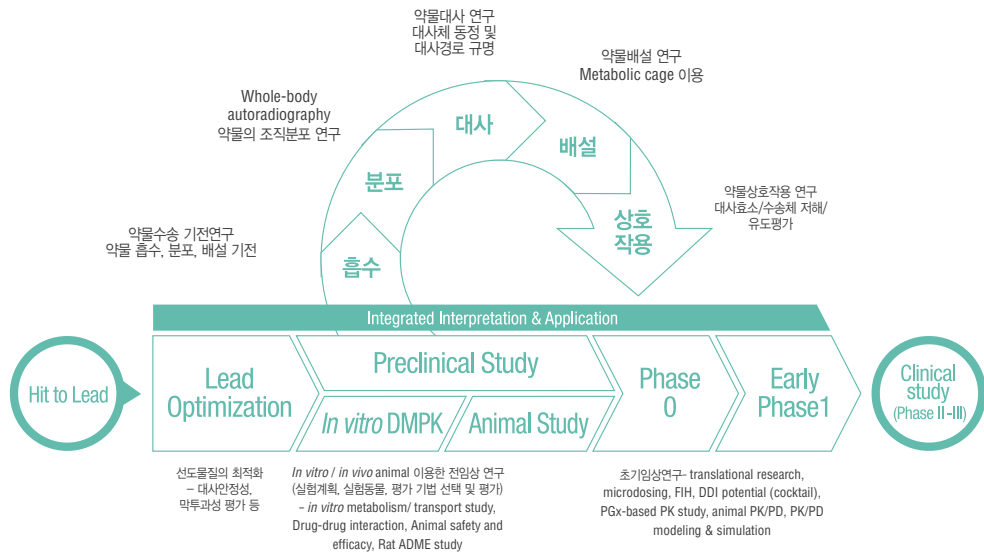 약물대사 연구
대사체 동정 및
대사경로 규명
약물배설 연구
Metabolic cage 이용
Whole-body
autoradiography
약물의 조직분포 연구
대사
배설
분포
약물상호작용 연구
대사효소/수송체 저해/
유도평가
상호
작용
약물수송 기전연구
약물 흡수, 분포, 배설 기전
흡수
Integrated Interpretation & Application
Hit to Lead
Lead
Optimization
Preclinical Study
In vitro DMPK
Animal Study
Phase
0
Early
Phase1
Clinical
study
(Phase II-III)
선도물질의 최적화
– 대사안정성,
막투과성 평가 등
In vitro / in vivo animal 이용한 전임상 연구
(실험계획, 실험동물, 평가 기법 선택 및 평가)
– in vitro metabolism/ transport study,
Drug-drug interaction, Animal safety and
efficacy, Rat ADME study
초기임상연구– translational research,
microdosing, FIH, DDI potential (cocktail),
PGx-based PK study, animal PK/PD, PK/PD
modeling & simulation